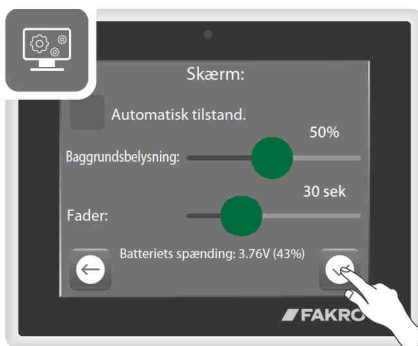 Skærm:
Automatisk tilstand.
50%
Baggrundsbelysning:
30 sek
Fader:
Batteriets spænding: 3.76V (43%)
FAKRO